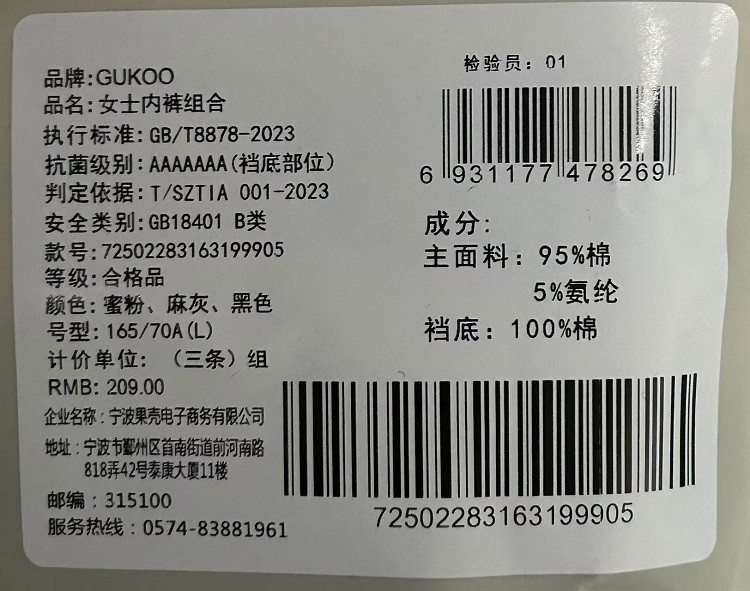 品牌:GUKOO
品名:女士内裤组合
执行标准:GB/T8878-2023
抗菌级别:AAAAAAA(裆底部位)
判定依据:T/SZTIA 001-2023
安全类别:GB18401 B类
款号:72502283163199905
等级:合格品
颜色:蜜粉、麻灰、黑色
号型:165/70A(L)
计价单位:（三条）组
RMB: 209.00
企业名称：宁波果壳电子商务有限公司
地址：宁波市鄞州区首南街道前河南路
818弄42号泰康大厦11楼
邮编：315100
服务热线：0574-83881961
检验员：01
6 931177 478269
成分:
主面料：95%棉
5%氨纶
裆底：100%棉
72502283163199905